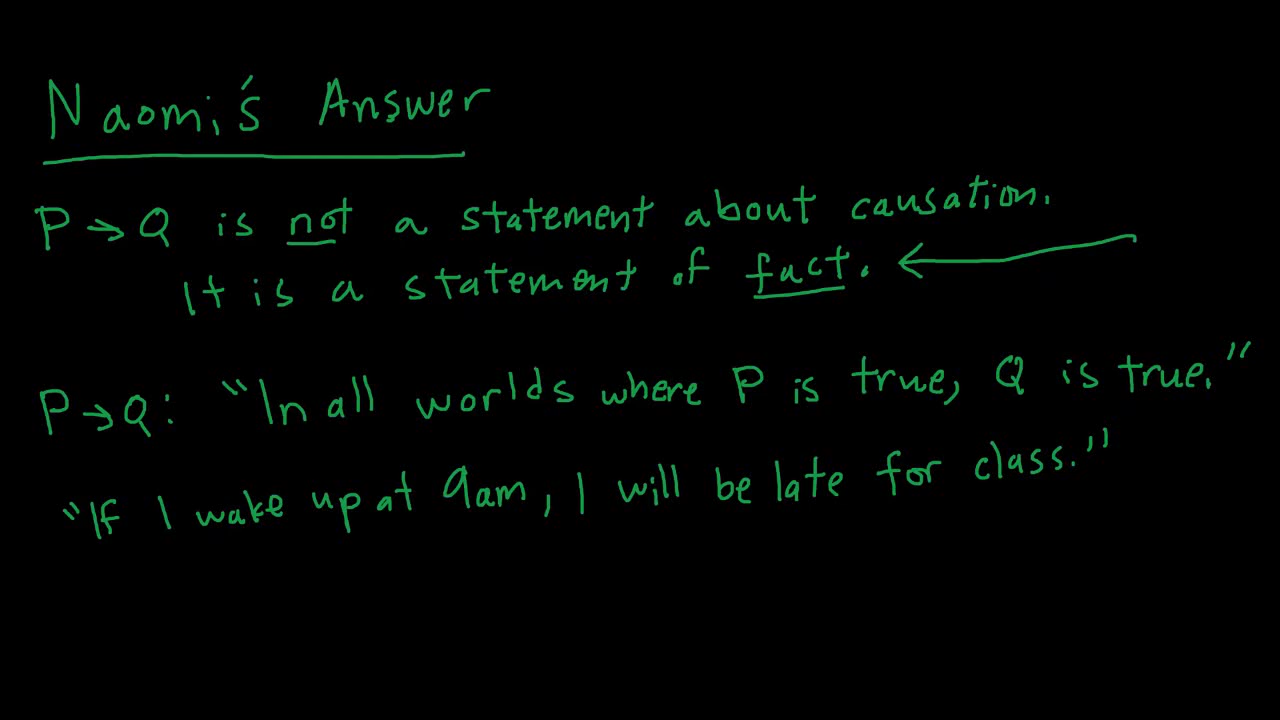 Naomi's Answer
P → Q is not a statement about causation.
It is a statement of fact.
P → Q: "In all worlds where P is true, Q is true."
"If I wake up at 9am, I will be late for class."